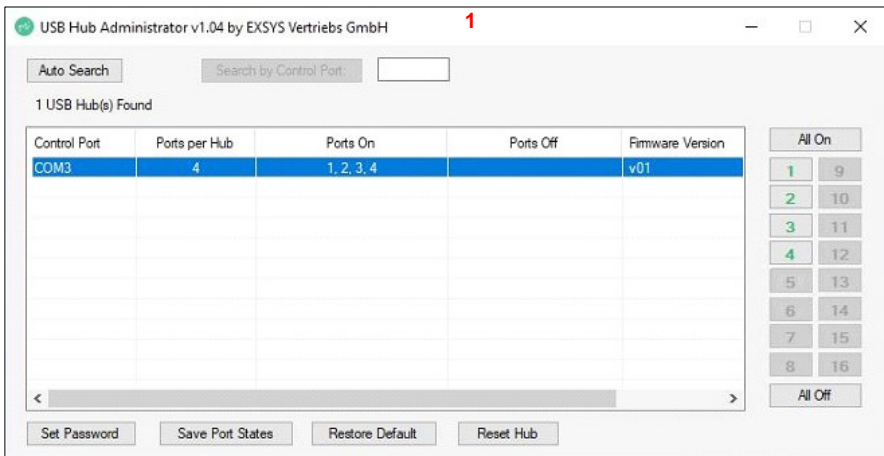 USB Hub Administrator v1.04 by EXSYS Vertriebs GmbH 1
Auto Search Search by Control Port:
1 USB Hub(s) Found
Control Port Ports per Hub Ports On Ports Off Firmware Version All On
COM3 4 1, 2, 3, 4 v01
1 9
2 10
3 11
4 12
5 13
6 14
7 15
8 16
All Off
Set Password Save Port States Restore Default Reset Hub